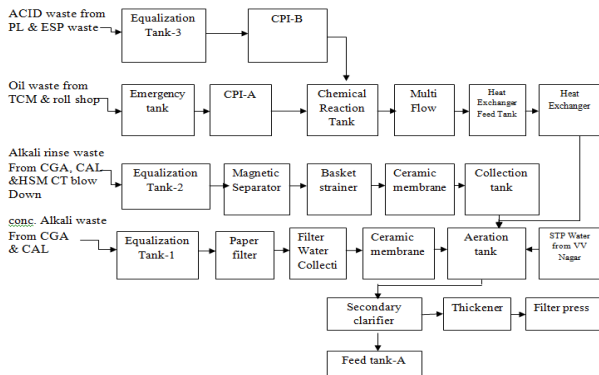 ACID waste from
PL & ESP waste
Equalization
Tank-3
CPI-B
Oil waste from
TCM & roll shop
Emergency
tank
CPI-A
Chemical
Reaction
Tank
Multi
Flow
Heat
Exchanger
Feed Tank
Heat
Exchanger
Alkali rinse waste
From CGA, CAL
&HSM CT blow
Down
Equalization
Tank-2
Magnetic
Separator
Basket
strainer
Ceramic
membrane
Collection
tank
conc. Alkali waste
From CGA
& CAL
Equalization
Tank-1
Paper
filter
Filter
Water
Collecti
Ceramic
membrane
Aeration
tank
STP Water
from VV
Nagar
Secondary
clarifier
Thickener
Filter press
Feed tank-A